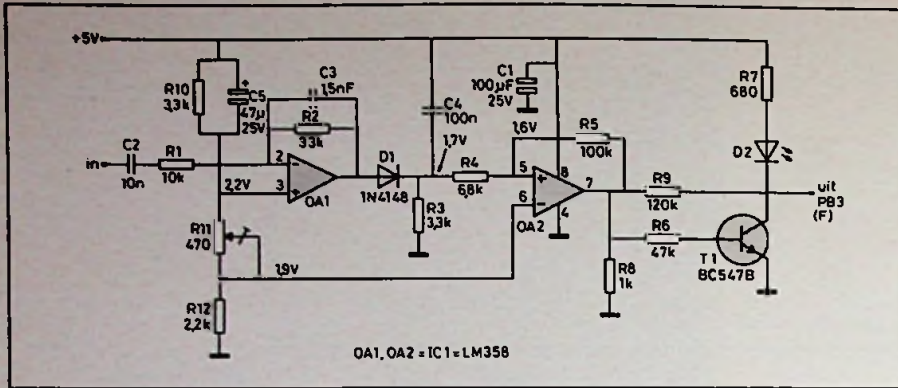 +5V
R10
3,3k
C5
47µ
25V
C3
1,5nF
R2
33k
C4
100n
C1
100µF
25V
R7
680
in
C2
10n
R1
10k
2
3
OA1
2,2V
D1
1N4148
1,7V
R4
6,8k
R3
3,3k
1,6V
R5
100k
5
6
8
7
4
OA2
D2
R9
120k
uit
PB3
(F)
R6
47k
T1
BC547B
R8
1k
R11
470
1,9V
R12
2,2k
OA1, OA2 = IC1 = LM358